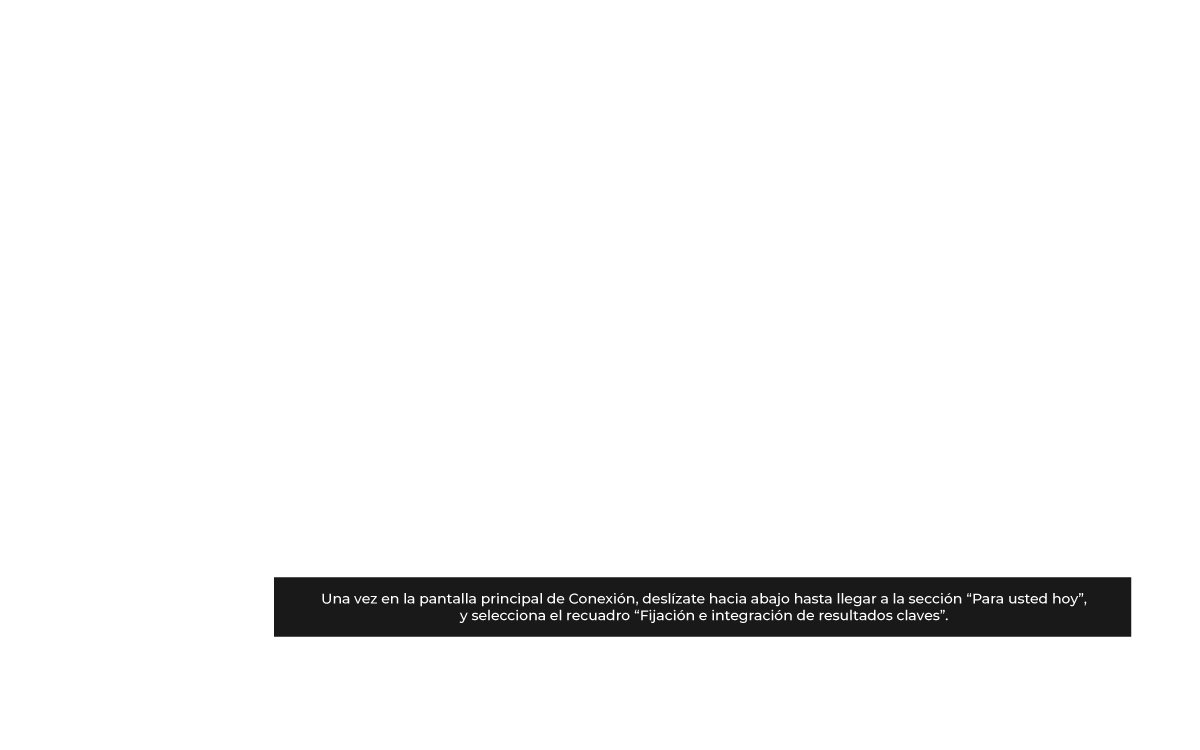 Una vez en la pantalla principal de Conexión, deslízate hacia abajo hasta llegar a la sección “Para usted hoy”,
y selecciona el recuadro “Fijación e integración de resultados claves”.